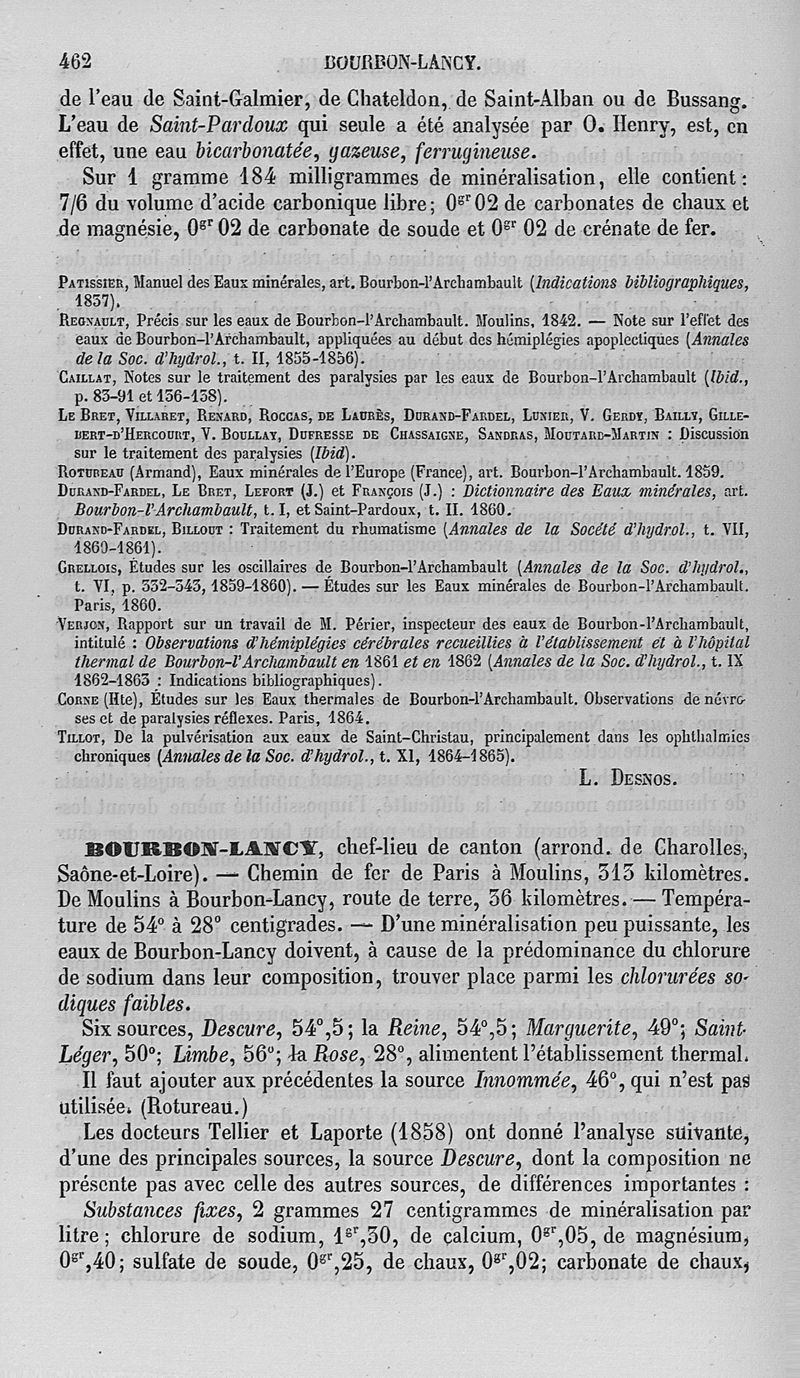 462 BOURBON-LANCY.
de l'eau de Saint-Galmier, de Chateldon, de Saint-Alban ou de Bussang.
L'eau de Saint-Pardoux qui seule a été analysée par O. Henry, est, en
effet, une eau bicarbonatée, gazeuse, ferrugineuse.
Sur 1 gramme 184 milligrammes de minéralisation, elle contient :
7/6 du volume d'acide carbonique libre; 0gr 02 de carbonates de chaux et
de magnésie, 0gr 02 de carbonate de soude et 0gr 02 de crénate de fer.
PATISSIER, Manuel des Eaux minérales, art. Bourbon-l'Archambault (Indications bibliographiques,
1837).
REGNAULT, Précis sur les eaux de Bourbon-l'Archambault. Moulins, 1842. — Note sur l'effet des
eaux de Bourbon-l'Archambault, appliquées au début des hémiplégies apoplectiques (Annales
de la Soc. d'hydrol., t. II, 1855-1856).
CAILLAT, Notes sur le traitement des paralysies par les eaux de Bourbon-l'Archambault (Ibid.,
p. 83-91 et 136-138).
LE BRET, VILLARET, RENARD, ROCCAS, DE LAURÈS, DURAND-FARDEL, LUNIER, V. GERDY, BAILLY, GILLE-
BERT-D'HERCOURT, V. BOULLAY, DUFRESSE DE CHASSAIGNE, SANDRAS, MOUTARD-MARTIN : Discussion
sur le traitement des paralysies (Ibid).
ROTUREAU (Armand), Eaux minérales de l'Europe (France), art. Bourbon-l'Archambault. 1859.
DURAND-FARDEL, LE BRET, LEFORT (J.) et FRANÇOIS (J.) : Dictionnaire des Eaux minérales, art.
Bourbon-l'Archambault, t. I, et Saint-Pardoux, t. II. 1860.
DURAND-FARDEL, BILLOUT : Traitement du rhumatisme (Annales de la Socété d'hydrol., t. VII,
1860-1861).
GRELLOIS, Études sur les oscillaires de Bourbon-l'Archambault (Annales de la Soc. d'hydrol.,
t. VI, p. 332-343, 1859-1860). — Études sur les Eaux minérales de Bourbon-l'Archambault.
Paris, 1860.
VERJON, Rapport sur un travail de M. Périer, inspecteur des eaux de Bourbon-l'Archambault,
intitulé : Observations d'hémiplégies cérébrales recueillies à l'établissement et à l'hôpital
thermal de Bourbon-l'Archambault en 1861 et en 1862 (Annales de la Soc. d'hydrol., t. IX
1862-1863 : Indications bibliographiques).
CORNE (Hte), Études sur les Eaux thermales de Bourbon-l'Archambault. Observations de névro-
ses et de paralysies réflexes. Paris, 1864.
TILLOT, De la pulvérisation aux eaux de Saint-Christau, principalement dans les ophthalmies
chroniques (Annales de la Soc. d'hydrol., t. XI, 1864-1865).
L. DESNOS.
BOURBON-LANCY, chef-lieu de canton (arrond. de Charolles,
Saône-et-Loire). — Chemin de fer de Paris à Moulins, 313 kilomètres.
De Moulins à Bourbon-Lancy, route de terre, 36 kilomètres. — Tempéra-
ture de 54° à 28° centigrades. — D'une minéralisation peu puissante, les
eaux de Bourbon-Lancy doivent, à cause de la prédominance du chlorure
de sodium dans leur composition, trouver place parmi les chlorurées so-
diques faibles.
Six sources, Descure, 54°,5; la Reine, 54°,5; Marguerite, 49°; Saint-
Léger, 50°; Limbe, 56°; la Rose, 28°, alimentent l'établissement thermal.
Il faut ajouter aux précédentes la source Innommée, 46°, qui n'est pas
utilisée. (Rotureau.)
Les docteurs Tellier et Laporte (1858) ont donné l'analyse suivante,
d'une des principales sources, la source Descure, dont la composition ne
présente pas avec celle des autres sources, de différences importantes :
Substances fixes, 2 grammes 27 centigrammes de minéralisation par
litre; chlorure de sodium, 1gr,30, de calcium, 0gr,05, de magnésium,
0gr,40; sulfate de soude, 0gr,25, de chaux, 0gr,02; carbonate de chaux,